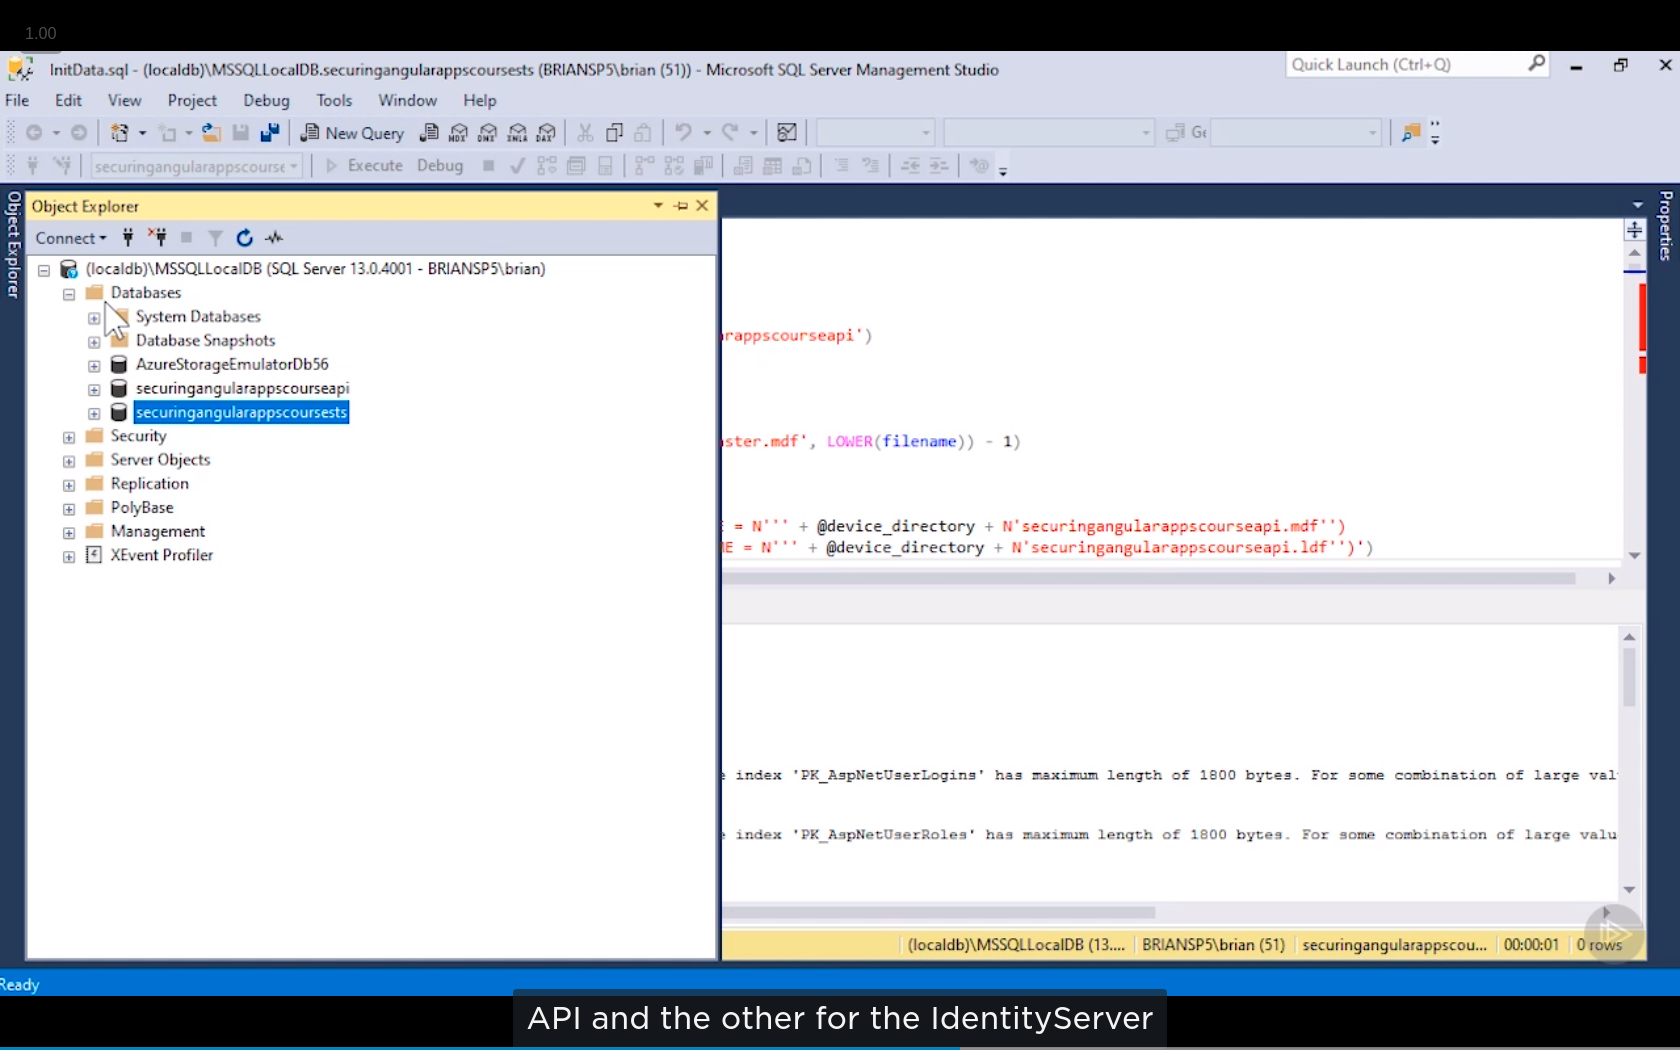 1.00
InitData.sql - (localdb)\MSSQLLocalDB.securingangularappscoursests (BRIANSP5\brian (51)) - Microsoft SQL Server Management Studio
Quick Launch (Ctrl+Q)
File Edit View Project Debug Tools Window Help
New Query MDX DMX XMLA DAX
securingangularappscourse Execute Debug
Object Explorer
Properties
Object Explorer
Connect
(localdb)\MSSQLLocalDB (SQL Server 13.0.4001 - BRIANSP5\brian)
Databases
System Databases
Database Snapshots
AzureStorageEmulatorDb56
securingangularappscourseapi
securingangularappscoursests
Security
Server Objects
Replication
PolyBase
Management
XEvent Profiler
rappscourseapi')
ster.mdf', LOWER(filename)) - 1)
= N''' + @device_directory + N'securingangularappscourseapi.mdf'')
E = N''' + @device_directory + N'securingangularappscourseapi.ldf'')')
index 'PK_AspNetUserLogins' has maximum length of 1800 bytes. For some combination of large val
index 'PK_AspNetUserRoles' has maximum length of 1800 bytes. For some combination of large valu
(localdb)\MSSQLLocalDB (13.... BRIANSP5\brian (51) securingangularappscou... 00:00:01 0 rows
Ready
API and the other for the IdentityServer